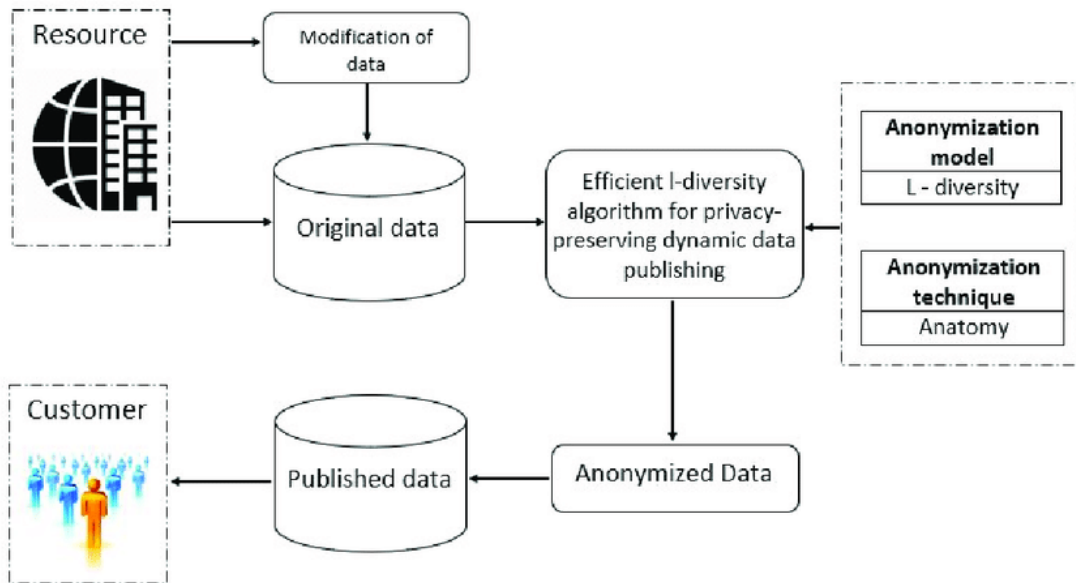 Resource
Modification of
data
Original data
Efficient l-diversity
algorithm for privacy-
preserving dynamic data
publishing
Anonymization
model
L - diversity
Anonymization
technique
Anatomy
Customer
Published data
Anonymized Data